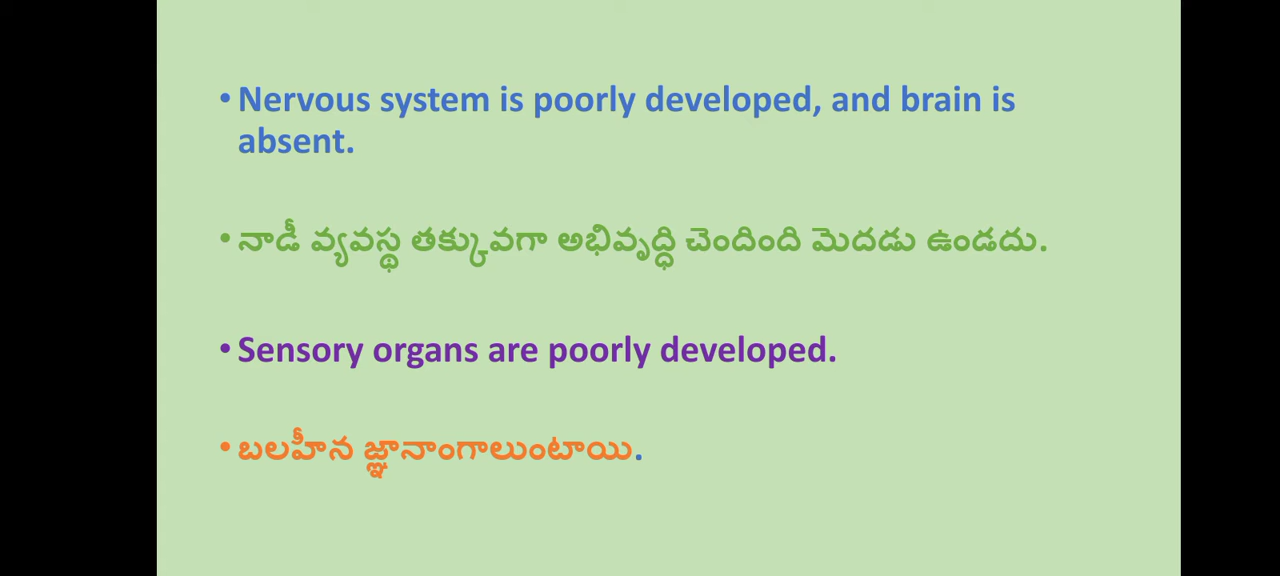 • Nervous system is poorly developed, and brain is
absent.
• నాడీ వ్యవస్థ తక్కువగా అభివృద్ధి చెందింది మెదడు ఉండదు.
• Sensory organs are poorly developed.
• బలహీన జ్ఞానాంగాలుంటాయి.